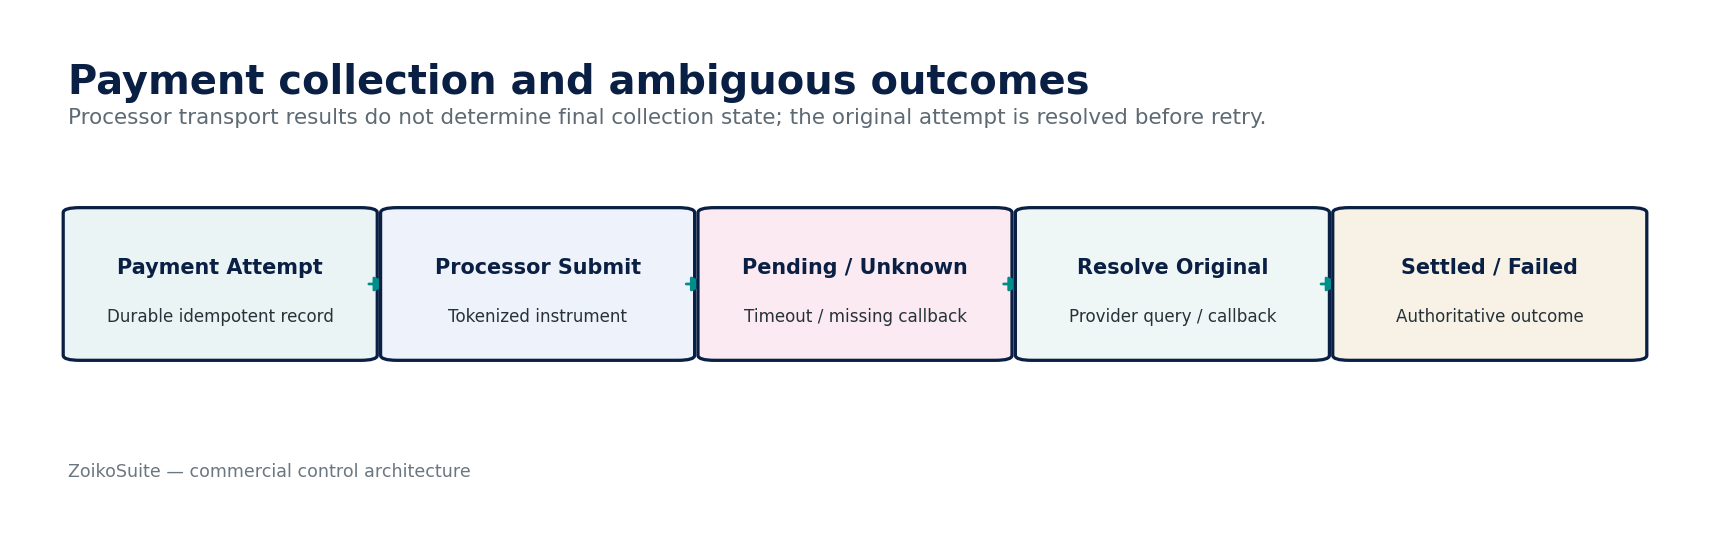 Payment collection and ambiguous outcomes
Processor transport results do not determine final collection state; the original attempt is resolved before retry.
Payment Attempt
Durable idempotent record
Processor Submit
Tokenized instrument
Pending / Unknown
Timeout / missing callback
Resolve Original
Provider query / callback
Settled / Failed
Authoritative outcome
ZoikoSuite — commercial control architecture